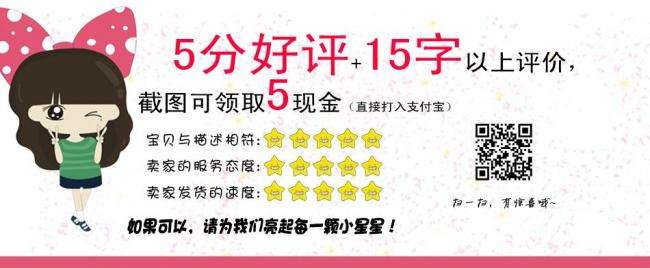 5分好评+15字以上评价,
截图可领取5现金（直接打入支付宝）
宝贝与描述相符:
卖家的服务态度:
卖家发货的速度:
扫一扫，有惊喜哦~
如果可以，请为我们亮起每一颗小星星！